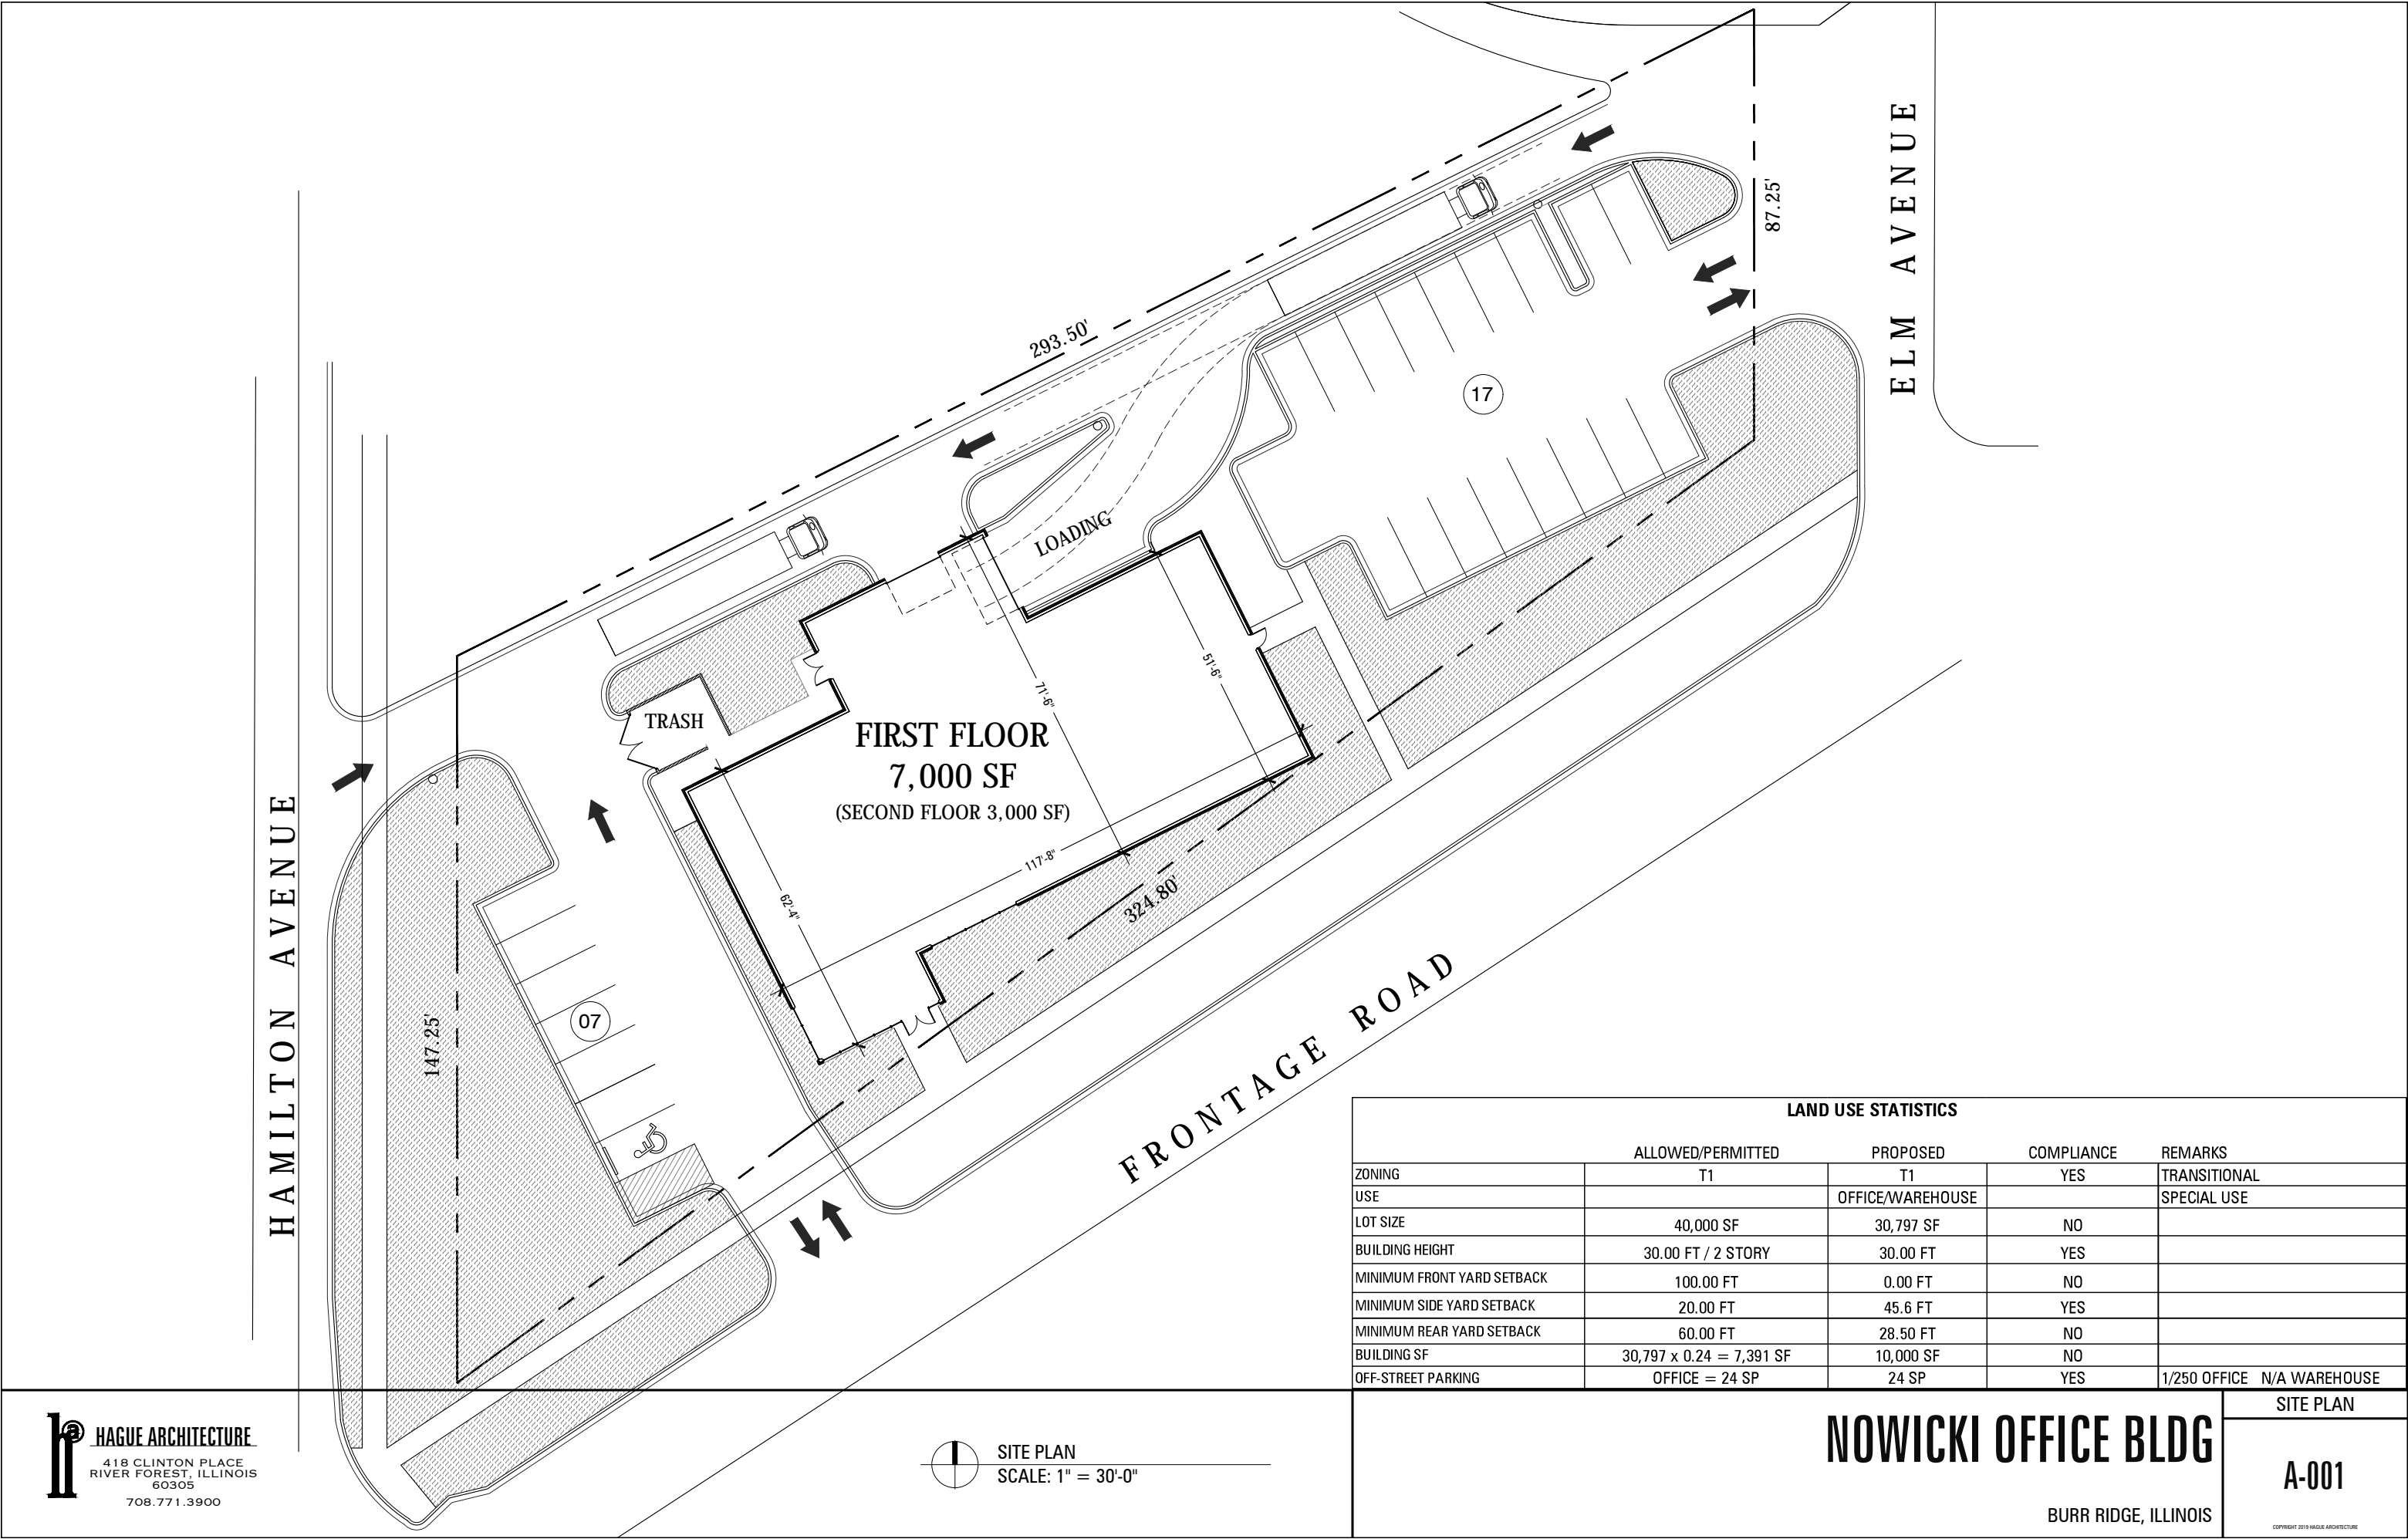 ELM AVENUE
87.25'
293.50'
17
LOADING
TRASH
FIRST FLOOR
7,000 SF
(SECOND FLOOR 3,000 SF)
71'-6"
51'-6"
117'-8"
62'-4"
324.80'
07
147.25'
HAMILTON AVENUE
FRONTAGE ROAD
LAND USE STATISTICS
ALLOWED/PERMITTED PROPOSED COMPLIANCE REMARKS
ZONING T1 T1 YES TRANSITIONAL
USE OFFICE/WAREHOUSE SPECIAL USE
LOT SIZE 40,000 SF 30,797 SF NO
BUILDING HEIGHT 30.00 FT / 2 STORY 30.00 FT YES
MINIMUM FRONT YARD SETBACK 100.00 FT 0.00 FT NO
MINIMUM SIDE YARD SETBACK 20.00 FT 45.6 FT YES
MINIMUM REAR YARD SETBACK 60.00 FT 28.50 FT NO
BUILDING SF 30,797 x 0.24 = 7,391 SF 10,000 SF NO
OFF-STREET PARKING OFFICE = 24 SP 24 SP YES 1/250 OFFICE N/A WAREHOUSE
ha HAGUE ARCHITECTURE
418 CLINTON PLACE
RIVER FOREST, ILLINOIS
60305
708.771.3900
SITE PLAN
SCALE: 1" = 30'-0"
NOWICKI OFFICE BLDG
BURR RIDGE, ILLINOIS
SITE PLAN
A-001
COPYRIGHT 2019 HAGUE ARCHITECTURE